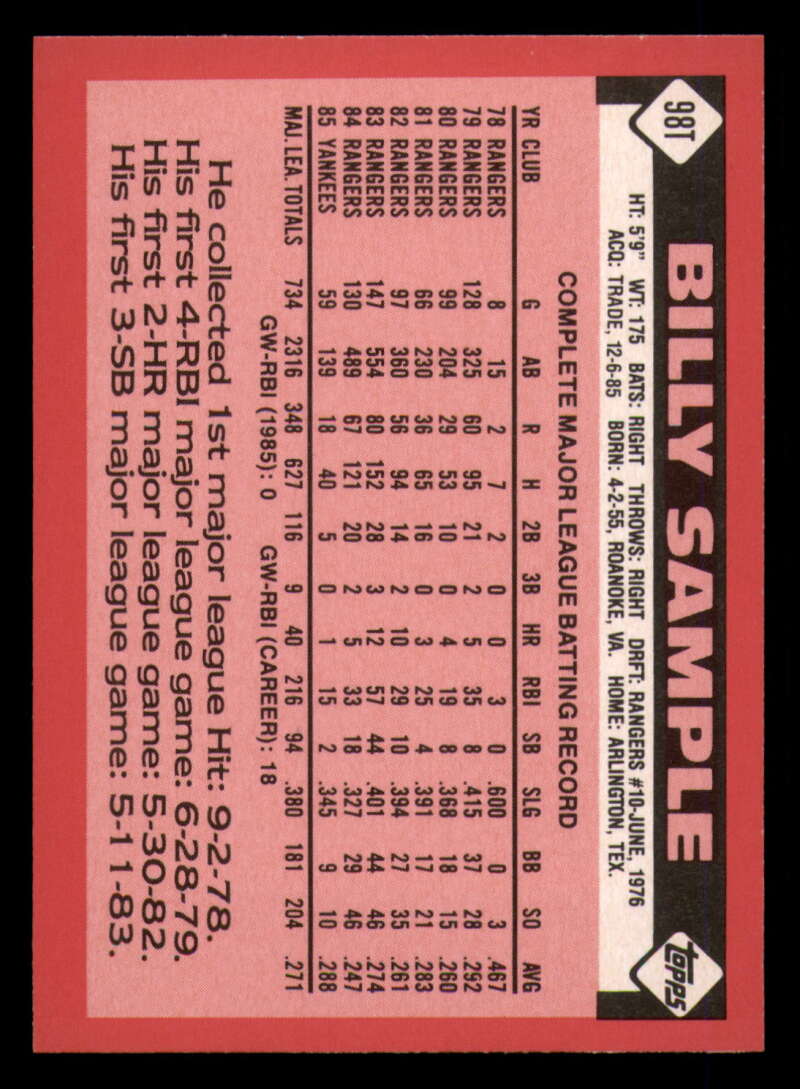 98T
BILLY SAMPLE
topps
HT: 5'9" WT: 175 BATS: RIGHT THROWS: RIGHT DRFT: RANGERS #10-JUNE, 1976
ACQ: TRADE, 12-6-85 BORN: 4-2-55, ROANOKE, VA. HOME: ARLINGTON, TEX.
COMPLETE MAJOR LEAGUE BATTING RECORD
YR CLUB G AB R H 2B 3B HR RBI SB SLG BB SO AVG
78 RANGERS 8 15 2 7 2 0 0 3 0 .600 0 3 .467
79 RANGERS 128 325 60 95 21 2 5 35 8 .415 37 28 .292
80 RANGERS 99 204 29 53 10 0 4 19 8 .368 18 15 .260
81 RANGERS 66 230 36 65 16 0 3 25 4 .391 17 21 .283
82 RANGERS 97 360 56 94 14 2 10 29 10 .394 27 35 .261
83 RANGERS 147 554 80 152 28 3 12 57 44 .401 44 46 .274
84 RANGERS 130 489 67 121 20 2 5 33 18 .327 29 46 .247
85 YANKEES 59 139 18 40 5 0 1 15 2 .345 9 10 .288
MAJ. LEA. TOTALS 734 2316 348 627 116 9 40 216 94 .380 181 204 .271
GW-RBI (1985): 0 GW-RBI (CAREER): 18
He collected 1st major league Hit: 9-2-78.
His first 4-RBI major league game: 6-28-79.
His first 2-HR major league game: 5-30-82.
His first 3-SB major league game: 5-11-83.